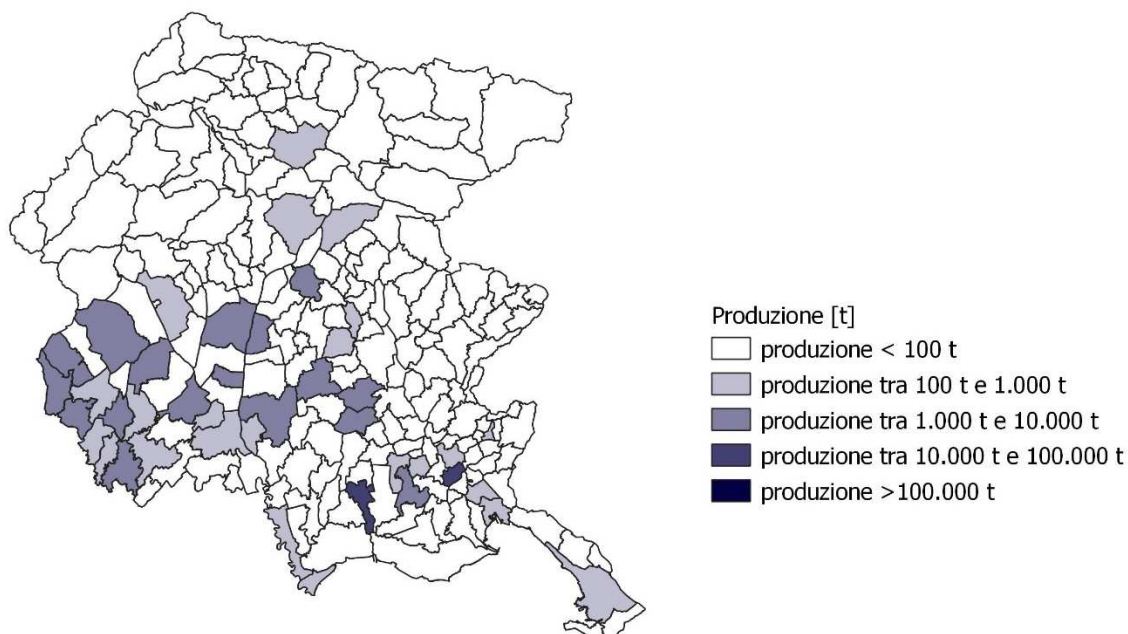 Produzione [t]
produzione < 100 t
produzione tra 100 t e 1.000 t
produzione tra 1.000 t e 10.000 t
produzione tra 10.000 t e 100.000 t
produzione >100.000 t